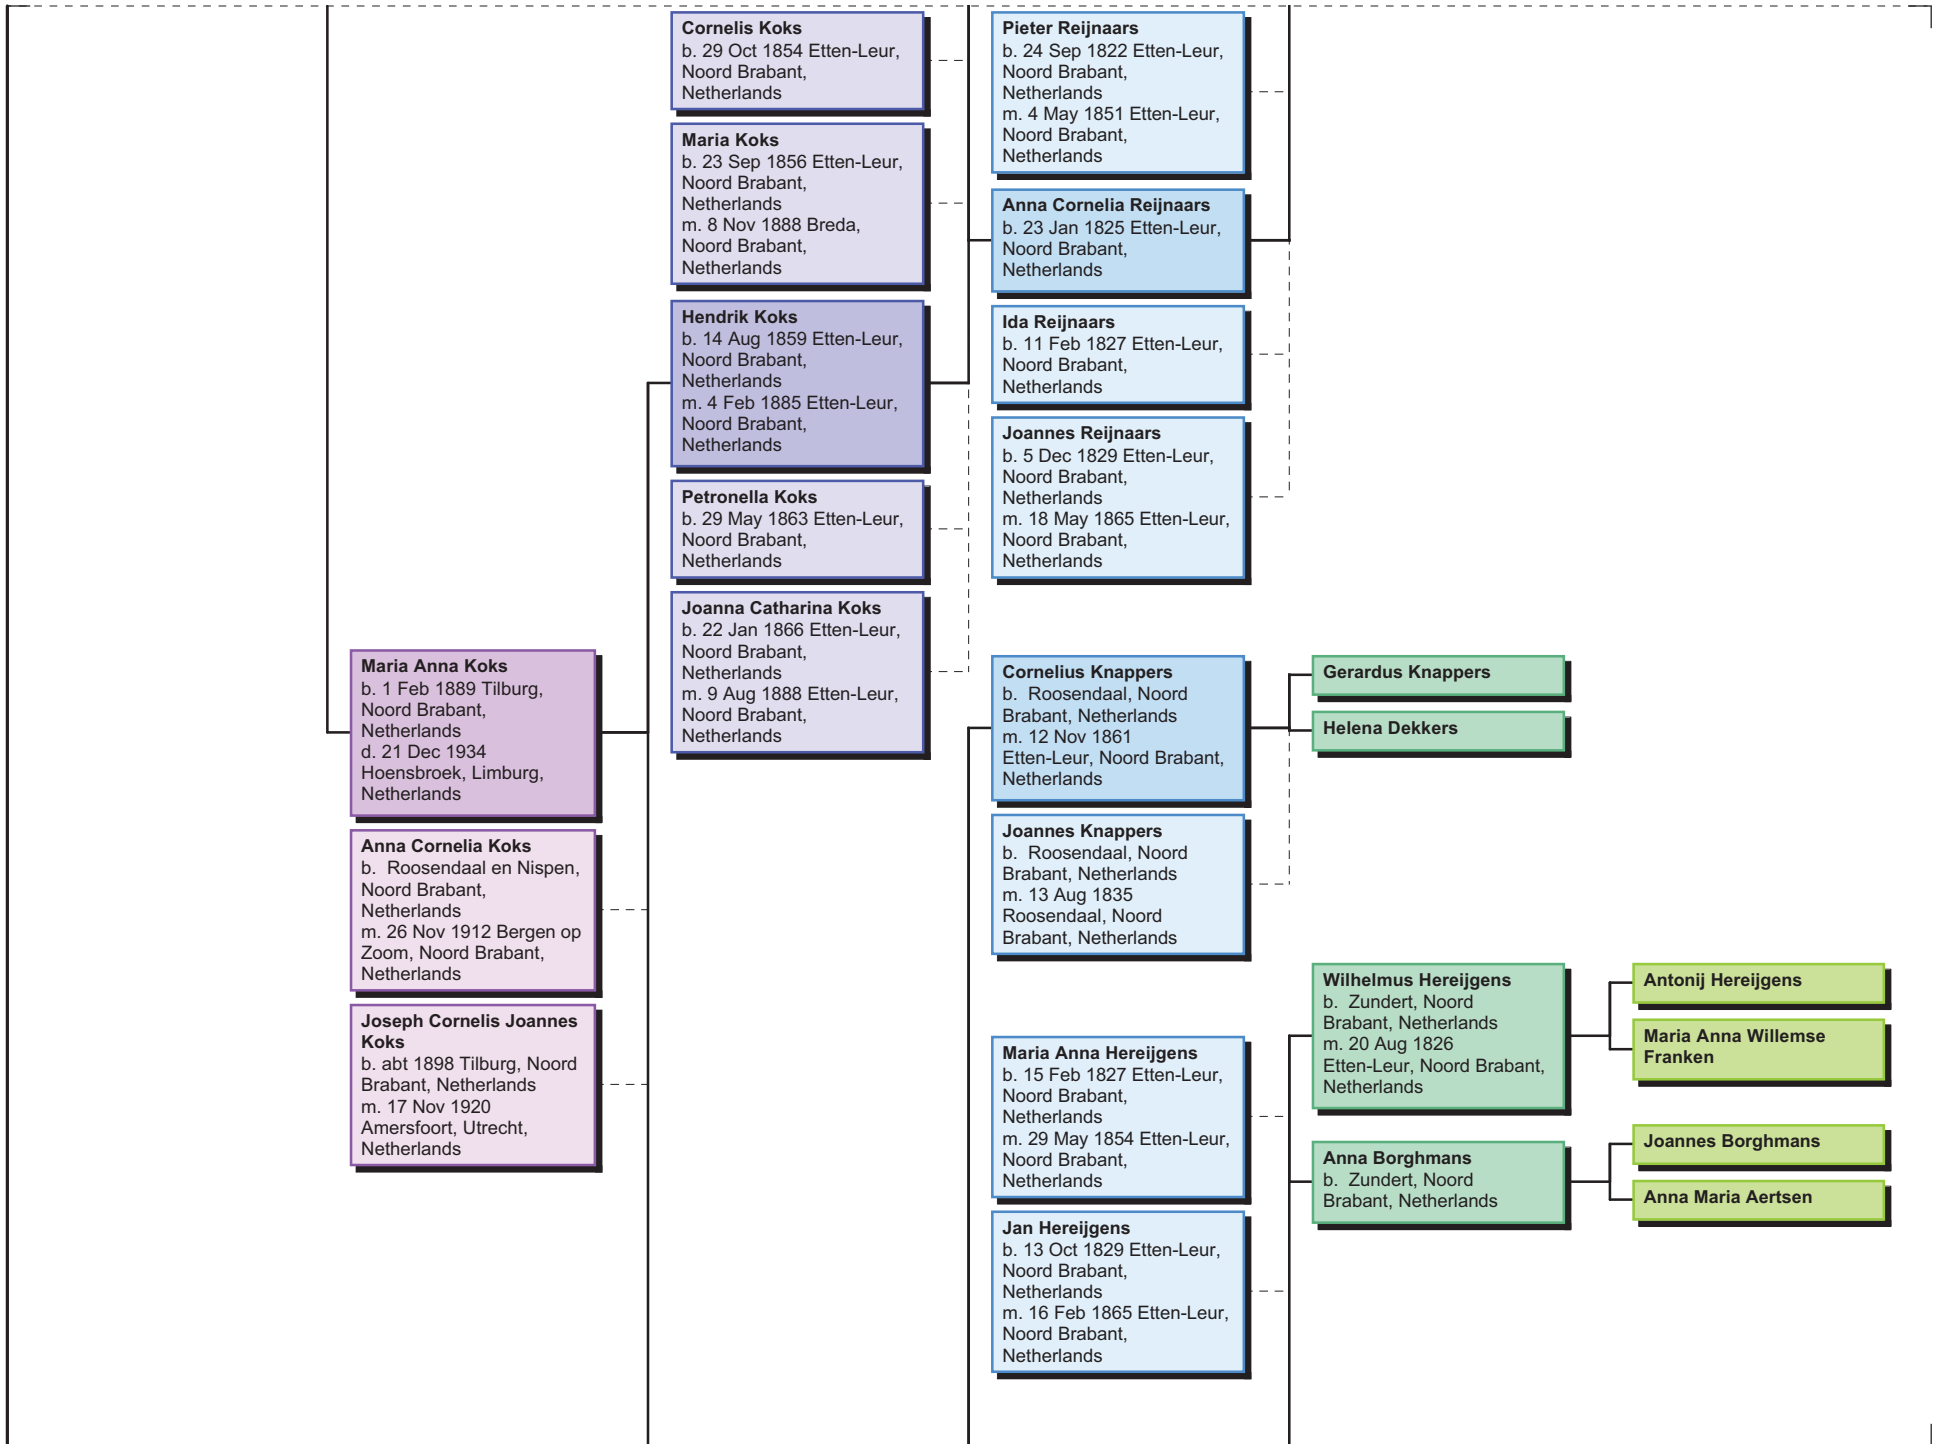 Cornelis Koks
b. 29 Oct 1854 Etten-Leur,
Noord Brabant,
Netherlands
Maria Koks
b. 23 Sep 1856 Etten-Leur,
Noord Brabant,
Netherlands
m. 8 Nov 1888 Breda,
Noord Brabant,
Netherlands
Hendrik Koks
b. 14 Aug 1859 Etten-Leur,
Noord Brabant,
Netherlands
m. 4 Feb 1885 Etten-Leur,
Noord Brabant,
Netherlands
Petronella Koks
b. 29 May 1863 Etten-Leur,
Noord Brabant,
Netherlands
Joanna Catharina Koks
b. 22 Jan 1866 Etten-Leur,
Noord Brabant,
Netherlands
m. 9 Aug 1888 Etten-Leur,
Noord Brabant,
Netherlands
Maria Anna Koks
b. 1 Feb 1889 Tilburg,
Noord Brabant,
Netherlands
d. 21 Dec 1934
Hoensbroek, Limburg,
Netherlands
Anna Cornelia Koks
b.  Roosendaal en Nispen,
Noord Brabant,
Netherlands
m. 26 Nov 1912 Bergen op
Zoom, Noord Brabant,
Netherlands
Joseph Cornelis Joannes
Koks
b. abt 1898 Tilburg, Noord
Brabant, Netherlands
m. 17 Nov 1920
Amersfoort, Utrecht,
Netherlands
Pieter Reijnaars
b. 24 Sep 1822 Etten-Leur,
Noord Brabant,
Netherlands
m. 4 May 1851 Etten-Leur,
Noord Brabant,
Netherlands
Anna Cornelia Reijnaars
b. 23 Jan 1825 Etten-Leur,
Noord Brabant,
Netherlands
Ida Reijnaars
b. 11 Feb 1827 Etten-Leur,
Noord Brabant,
Netherlands
Joannes Reijnaars
b. 5 Dec 1829 Etten-Leur,
Noord Brabant,
Netherlands
m. 18 May 1865 Etten-Leur,
Noord Brabant,
Netherlands
Cornelius Knappers
b.  Roosendaal, Noord
Brabant, Netherlands
m. 12 Nov 1861
Etten-Leur, Noord Brabant,
Netherlands
Joannes Knappers
b.  Roosendaal, Noord
Brabant, Netherlands
m. 13 Aug 1835
Roosendaal, Noord
Brabant, Netherlands
Maria Anna Hereijgens
b. 15 Feb 1827 Etten-Leur,
Noord Brabant,
Netherlands
m. 29 May 1854 Etten-Leur,
Noord Brabant,
Netherlands
Jan Hereijgens
b. 13 Oct 1829 Etten-Leur,
Noord Brabant,
Netherlands
m. 16 Feb 1865 Etten-Leur,
Noord Brabant,
Netherlands
Gerardus Knappers
Helena Dekkers
Wilhelmus Hereijgens
b.  Zundert, Noord
Brabant, Netherlands
m. 20 Aug 1826
Etten-Leur, Noord Brabant,
Netherlands
Anna Borghmans
b.  Zundert, Noord
Brabant, Netherlands
Antonij Hereijgens
Maria Anna Willemse
Franken
Joannes Borghmans
Anna Maria Aertsen